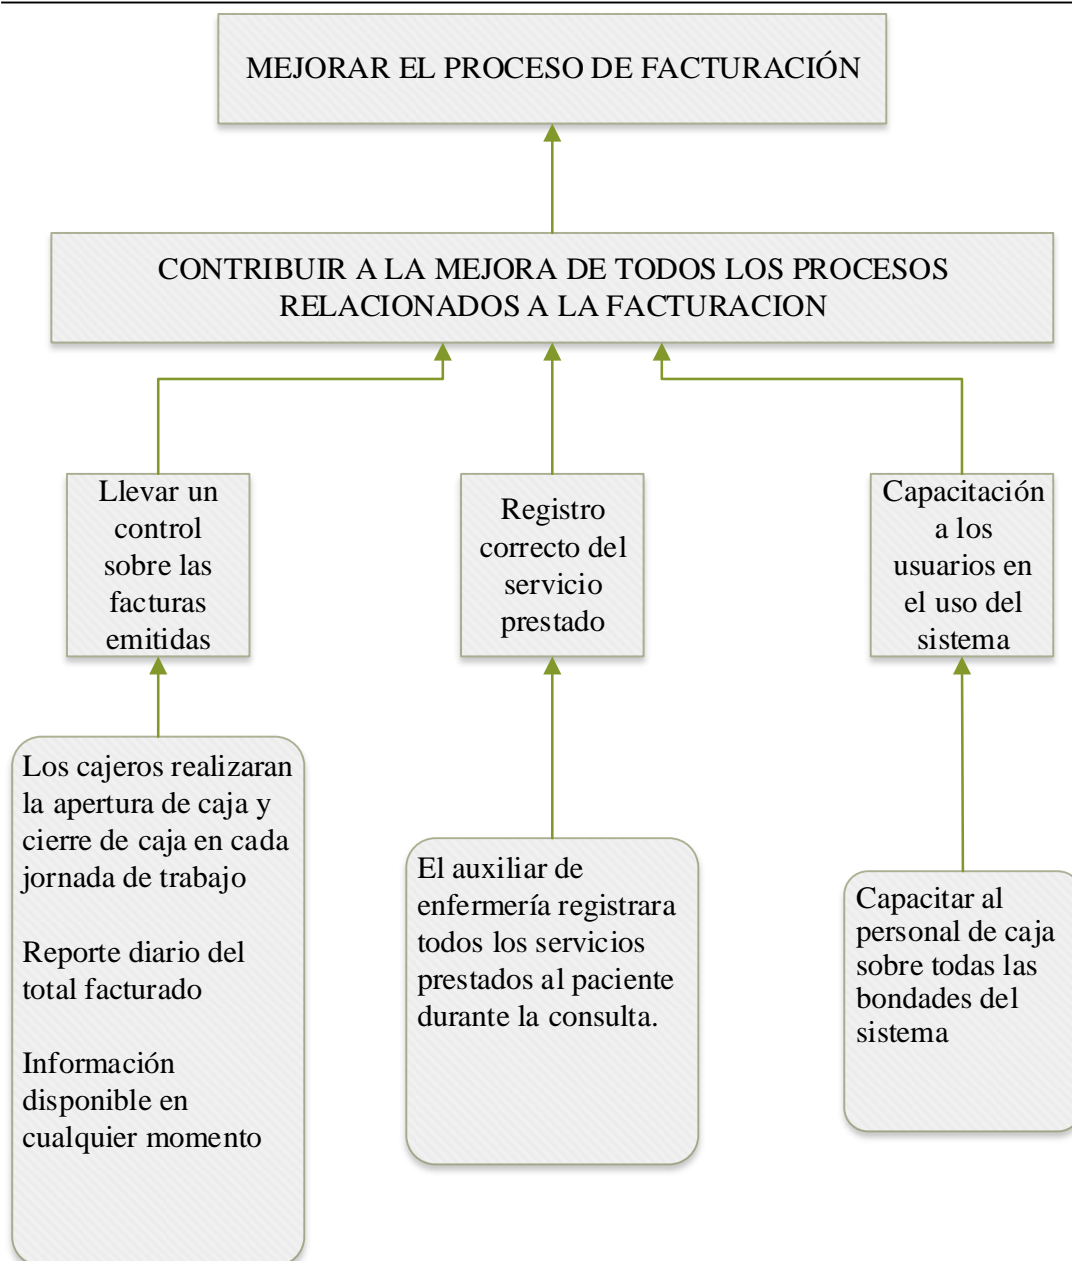 MEJORAR EL PROCESO DE FACTURACIÓN
CONTRIBUIR A LA MEJORA DE TODOS LOS PROCESOS
RELACIONADOS A LA FACTURACION
Llevar un
control
sobre las
facturas
emitidas
Registro
correcto del
servicio
prestado
Capacitación
a los
usuarios en
el uso del
sistema
Los cajeros realizaran
la apertura de caja y
cierre de caja en cada
jornada de trabajo
Reporte diario del
total facturado
Información
disponible en
cualquier momento
El auxiliar de
enfermería registrara
todos los servicios
prestados al paciente
durante la consulta.
Capacitar al
personal de caja
sobre todas las
bondades del
sistema